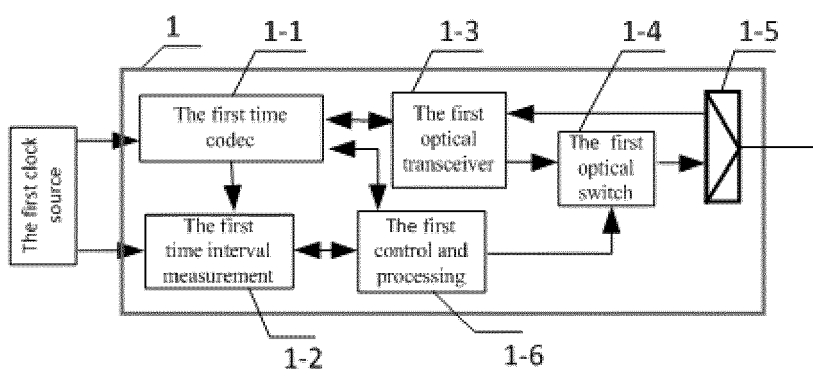 1
1-1
1-3
1-4
1-5
The first time
codec
The first
optical
transceiver
The first
optical
switch
The first clock
source
The first
time interval
measurement
The first
control and
processing
1-2
1-6